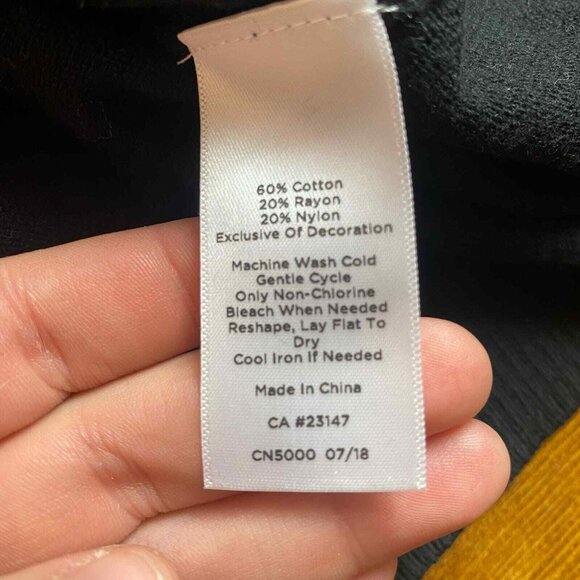 60% Cotton
20% Rayon
20% Nylon
Exclusive Of Decoration
Machine Wash Cold
Gentle Cycle
Only Non-Chlorine
Bleach When Needed
Reshape, Lay Flat To
Dry
Cool Iron If Needed
Made In China
CA #23147
CN5000 07/18